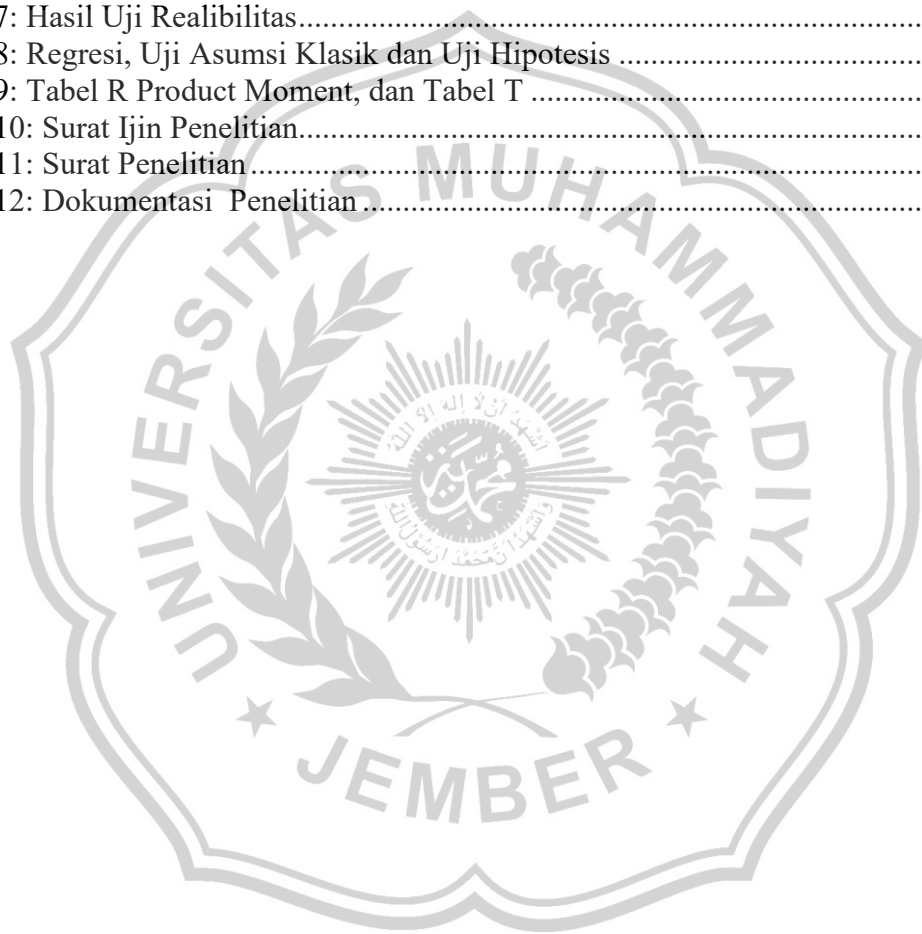 7: Hasil Uji Realibilitas....................................................................................
8: Regresi, Uji Asumsi Klasik dan Uji Hipotesis ........................................
9: Tabel R Product Moment, dan Tabel T ....................................................
10: Surat Ijin Penelitian....................................................................................
11: Surat Penelitian..........................................................................................
12: Dokumentasi  Penelitian ..........................................................................
UNIVERSITAS MUHAMMADIYAH
JEMBER